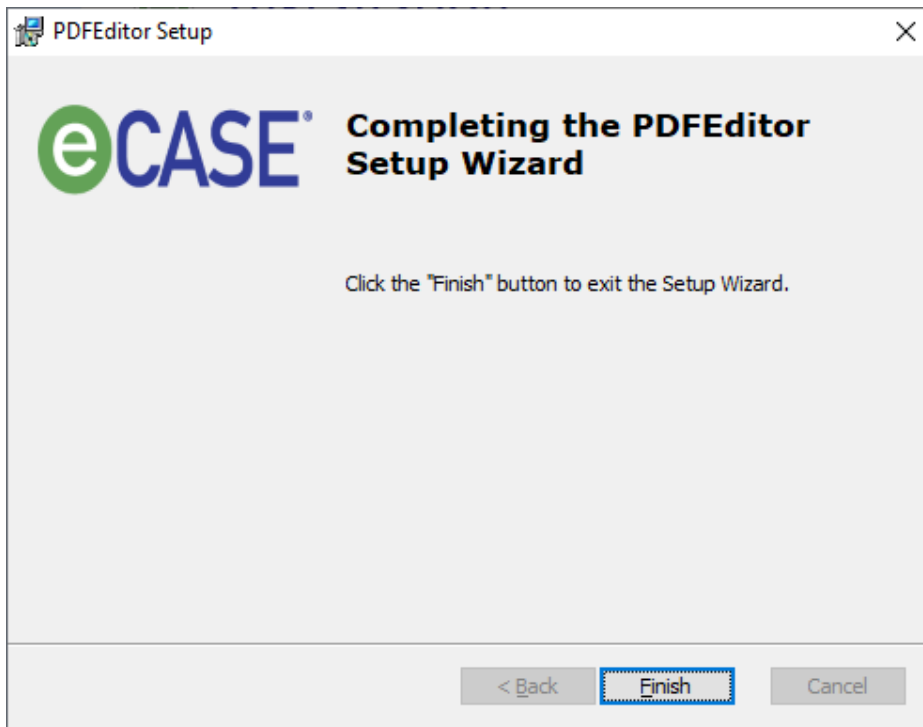 PDFEditor Setup
eCASE®
Completing the PDFEditor
Setup Wizard
Click the "Finish" button to exit the Setup Wizard.
< Back
Finish
Cancel